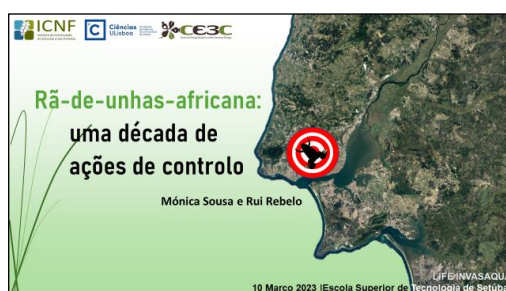 ICNF
C Ciências
ULisboa
CE3C
Rã-de-unhas-africana:
uma década de
ações de controlo
Mónica Sousa e Rui Rebelo
LIFE INVASAQUA
10 Março 2023 |Escola Superior de Tecnologia de Setúbal